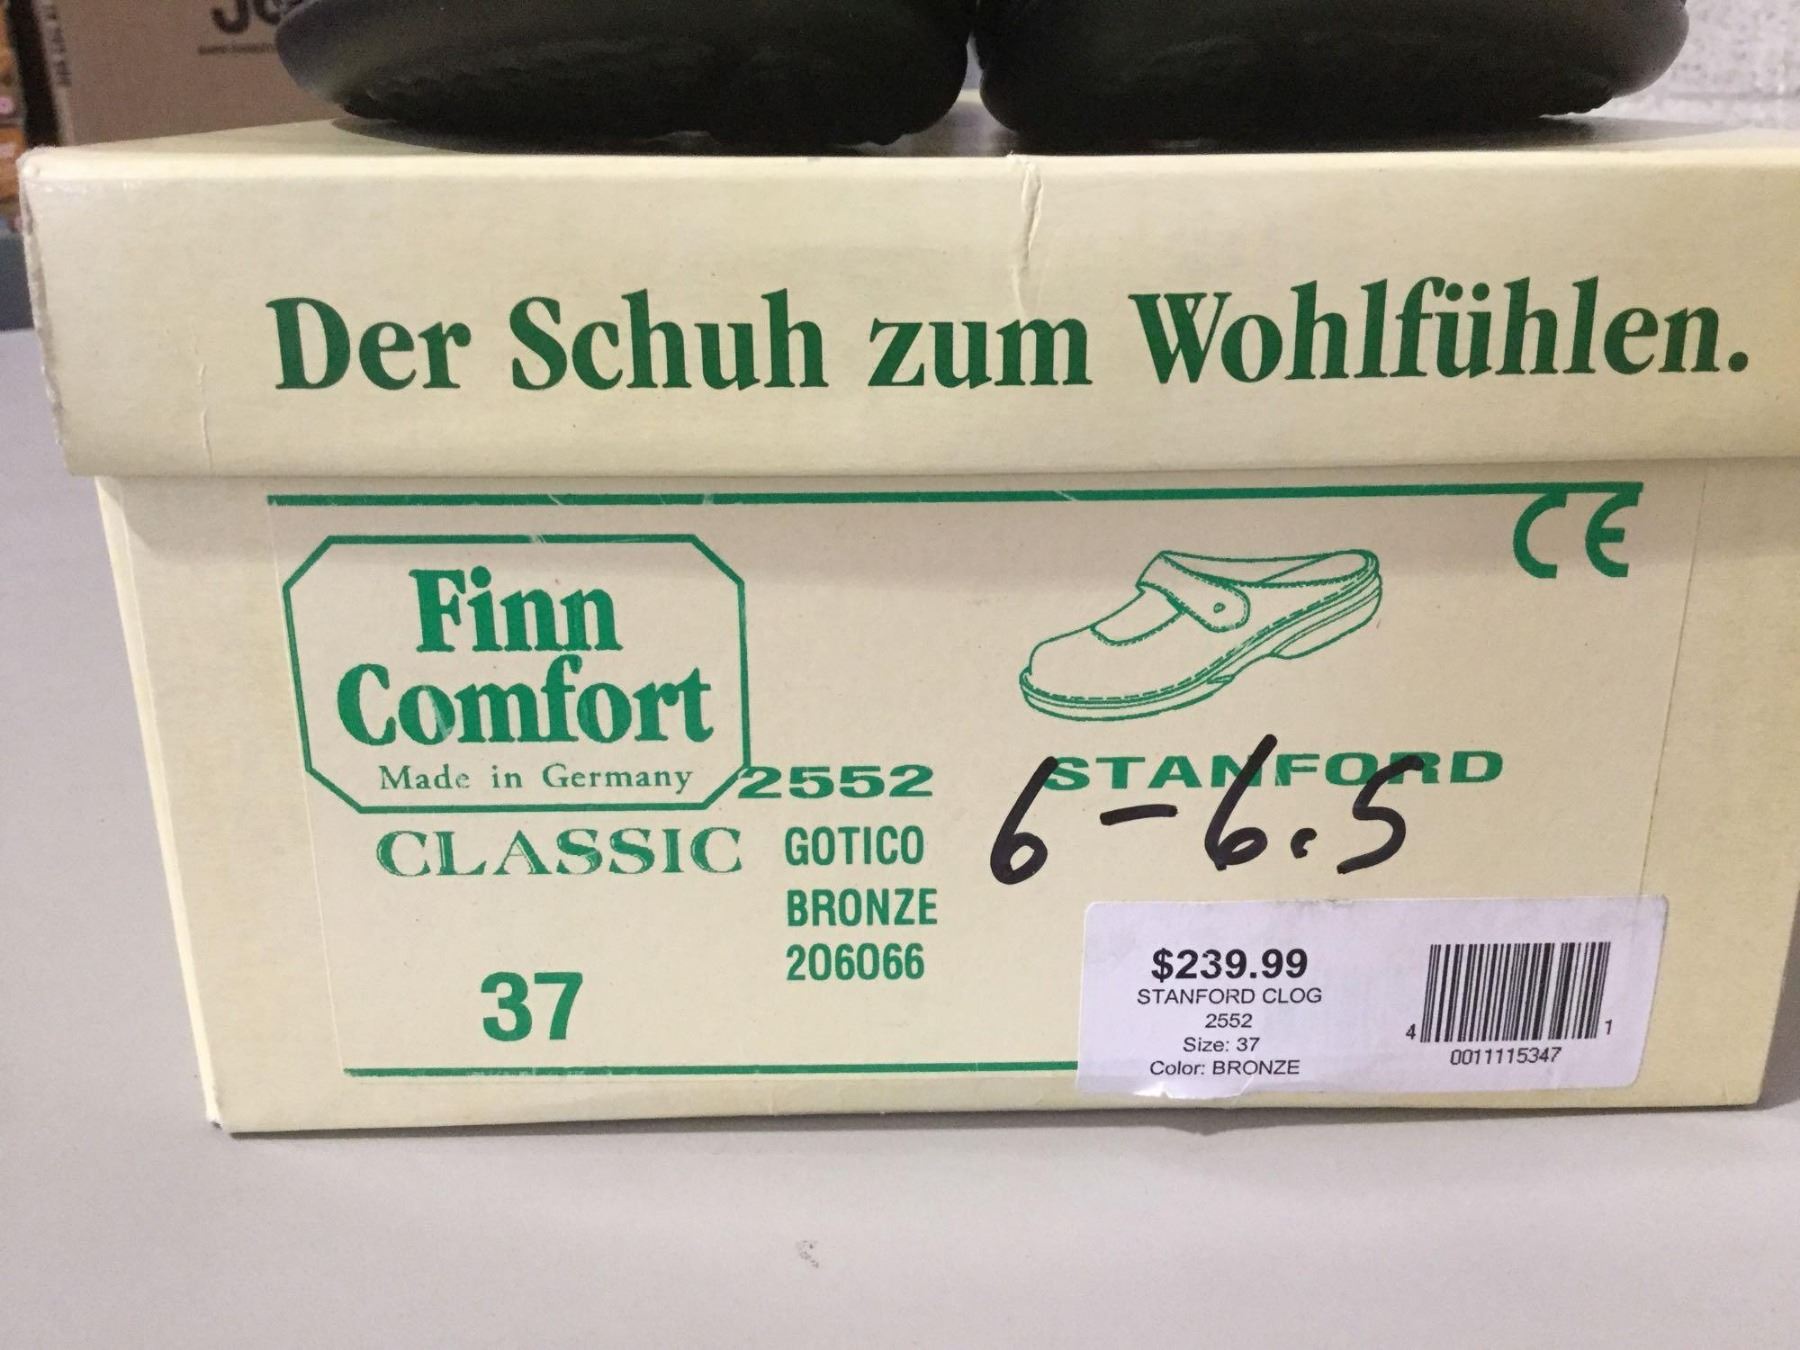 Der Schuh zum Wohlfühlen.
CE
Finn
Comfort
Made in Germany
2552
STANFORD
6-6.5
CLASSIC
GOTICO
BRONZE
206066
37
$239.99
STANFORD CLOG
2552
Size: 37
Color: BRONZE
4 1
0011115347